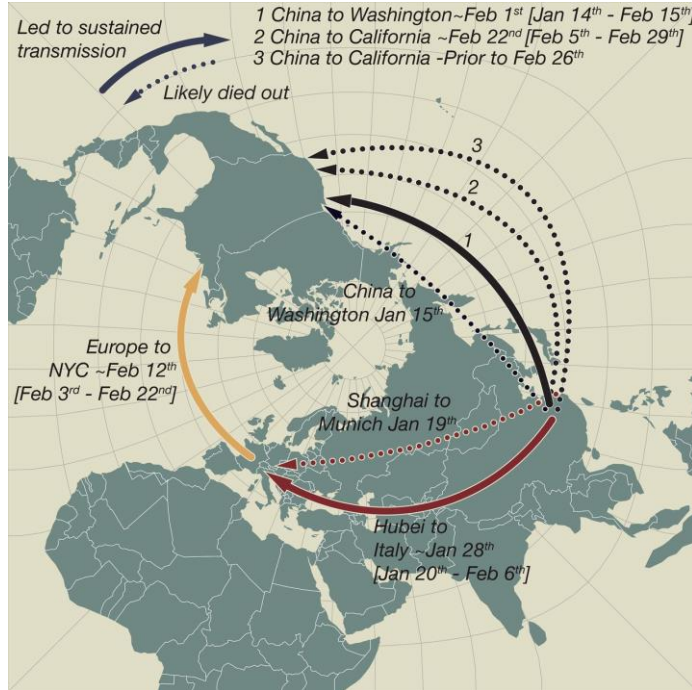 Led to sustained
transmission
Likely died out
1 China to Washington~Feb 1st [Jan 14th - Feb 15th]
2 China to California ~Feb 22nd [Feb 5th - Feb 29th]
3 China to California -Prior to Feb 26th
3
2
1
China to
Washington Jan 15th
Europe to
NYC ~Feb 12th
[Feb 3rd - Feb 22nd]
Shanghai to
Munich Jan 19th
Hubei to
Italy ~Jan 28th
[Jan 20th - Feb 6th]